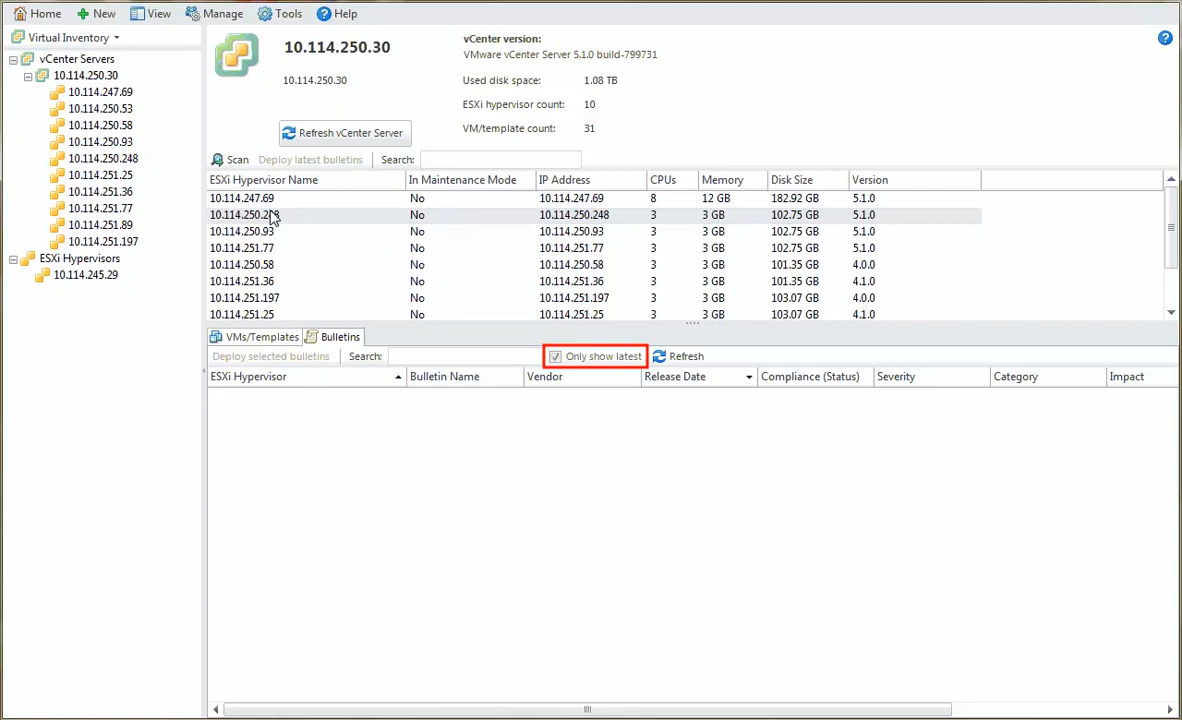 Home New View Manage Tools Help
Virtual Inventory
vCenter Servers
10.114.250.30
10.114.247.69
10.114.250.53
10.114.250.58
10.114.250.93
10.114.250.248
10.114.251.25
10.114.251.36
10.114.251.77
10.114.251.89
10.114.251.197
ESXi Hypervisors
10.114.245.29
10.114.250.30
10.114.250.30
Refresh vCenter Server
vCenter version:
VMware vCenter Server 5.1.0 build-799731
Used disk space: 1.08 TB
ESXi hypervisor count: 10
VM/template count: 31
Scan Deploy latest bulletins Search:
ESXi Hypervisor Name In Maintenance Mode IP Address CPUs Memory Disk Size Version
10.114.247.69 No 10.114.247.69 8 12 GB 182.92 GB 5.1.0
10.114.250.248 No 10.114.250.248 3 3 GB 102.75 GB 5.1.0
10.114.250.93 No 10.114.250.93 3 3 GB 102.75 GB 5.1.0
10.114.251.77 No 10.114.251.77 3 3 GB 102.75 GB 5.1.0
10.114.250.58 No 10.114.250.58 3 3 GB 101.35 GB 4.0.0
10.114.251.36 No 10.114.251.36 3 3 GB 101.35 GB 4.1.0
10.114.251.197 No 10.114.251.197 3 3 GB 103.07 GB 4.0.0
10.114.251.25 No 10.114.251.25 3 3 GB 103.07 GB 4.1.0
VMs/Templates Bulletins
Deploy selected bulletins Search: Only show latest Refresh
ESXi Hypervisor Bulletin Name Vendor Release Date Compliance (Status) Severity Category Impact